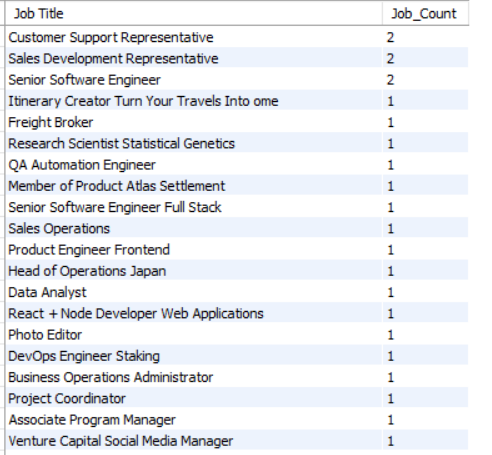 Job Title Job_Count
Customer Support Representative 2
Sales Development Representative 2
Senior Software Engineer 2
Itinerary Creator Turn Your Travels Into ome 1
Freight Broker 1
Research Scientist Statistical Genetics 1
QA Automation Engineer 1
Member of Product Atlas Settlement 1
Senior Software Engineer Full Stack 1
Sales Operations 1
Product Engineer Frontend 1
Head of Operations Japan 1
Data Analyst 1
React + Node Developer Web Applications 1
Photo Editor 1
DevOps Engineer Staking 1
Business Operations Administrator 1
Project Coordinator 1
Associate Program Manager 1
Venture Capital Social Media Manager 1